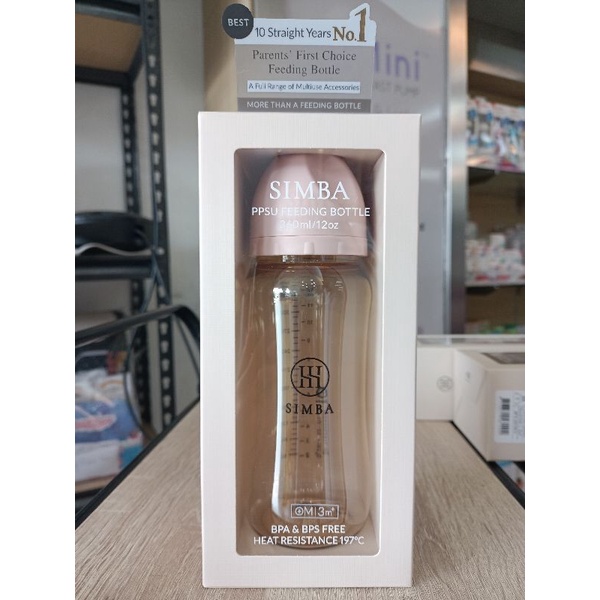 BEST
10 Straight Years No.1
Parents' First Choice
Feeding Bottle
A Full Range of Multiuse Accessories
MORE THAN A FEEDING BOTTLE
SIMBA
PPSU FEEDING BOTTLE
360ml/12oz
SIMBA
M 3m+
BPA & BPS FREE
HEAT RESISTANCE 197°C